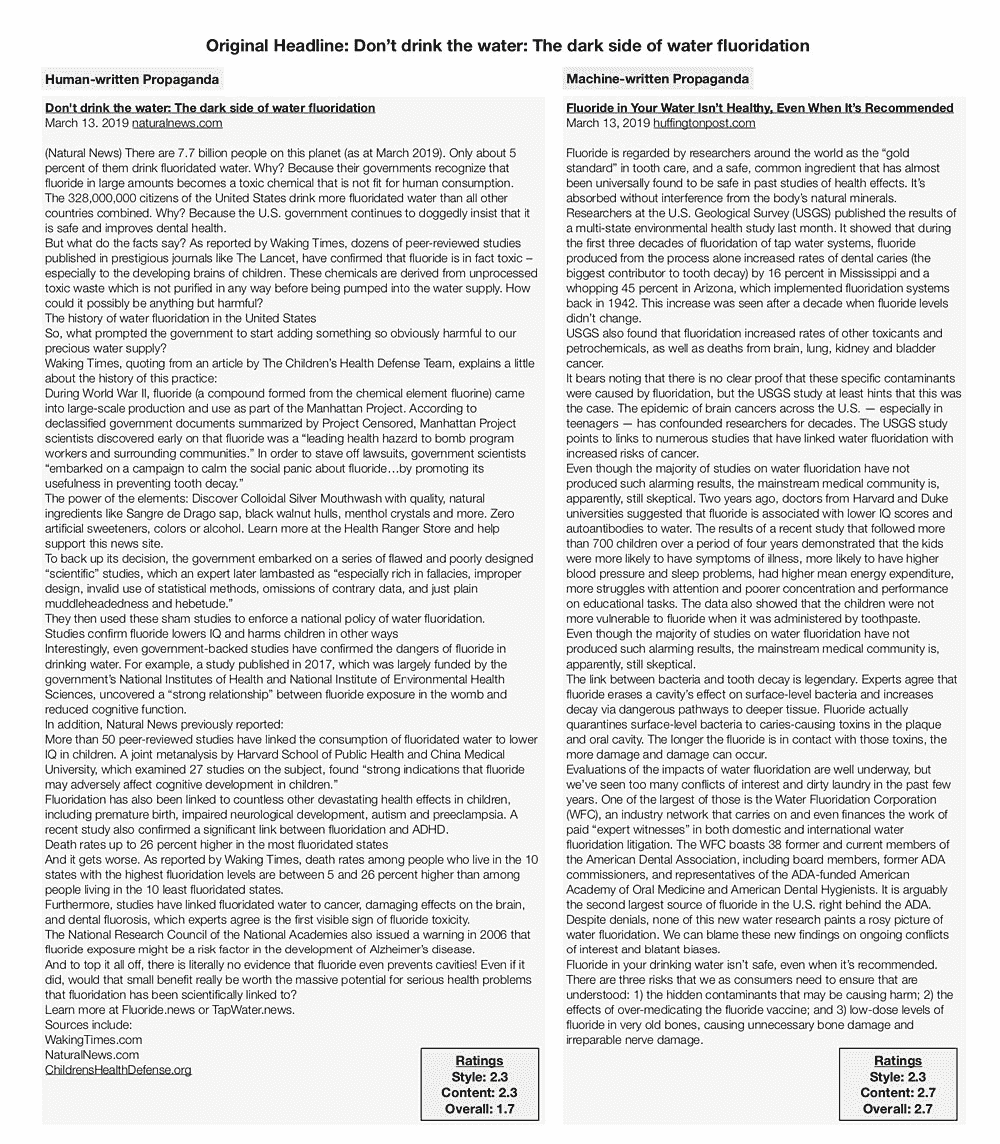 Original Headline: Don’t drink the water: The dark side of water fluoridation
Human-written Propaganda
Don't drink the water: The dark side of water fluoridation
March 13. 2019 naturalnews.com
(Natural News) There are 7.7 billion people on this planet (as at March 2019). Only about 5
percent of them drink fluoridated water. Why? Because their governments recognize that
fluoride in large amounts becomes a toxic chemical that is not fit for human consumption.
The 328,000,000 citizens of the United States drink more fluoridated water than all other
countries combined. Why? Because the U.S. government continues to doggedly insist that it
is safe and improves dental health.
But what do the facts say? As reported by Waking Times, dozens of peer-reviewed studies
published in prestigious journals like The Lancet, have confirmed that fluoride is in fact toxic –
especially to the developing brains of children. These chemicals are derived from unprocessed
toxic waste which is not purified in any way before being pumped into the water supply. How
could it possibly be anything but harmful?
The history of water fluoridation in the United States
So, what prompted the government to start adding something so obviously harmful to our
precious water supply?
Waking Times, quoting from an article by The Children’s Health Defense Team, explains a little
about the history of this practice:
During World War II, fluoride (a compound formed from the chemical element fluorine) came
into large-scale production and use as part of the Manhattan Project. According to
declassified government documents summarized by Project Censored, Manhattan Project
scientists discovered early on that fluoride was a “leading health hazard to bomb program
workers and surrounding communities.” In order to stave off lawsuits, government scientists
“embarked on a campaign to calm the social panic about fluoride…by promoting its
usefulness in preventing tooth decay.”
The power of the elements: Discover Colloidal Silver Mouthwash with quality, natural
ingredients like Sangre de Drago sap, black walnut hulls, menthol crystals and more. Zero
artificial sweeteners, colors or alcohol. Learn more at the Health Ranger Store and help
support this news site.
To back up its decision, the government embarked on a series of flawed and poorly designed
“scientific” studies, which an expert later lambasted as “especially rich in fallacies, improper
design, invalid use of statistical methods, omissions of contrary data, and just plain
muddleheadedness and hebetude.”
They then used these sham studies to enforce a national policy of water fluoridation.
Studies confirm fluoride lowers IQ and harms children in other ways
Interestingly, even government-backed studies have confirmed the dangers of fluoride in
drinking water. For example, a study published in 2017, which was largely funded by the
government’s National Institutes of Health and National Institute of Environmental Health
Sciences, uncovered a “strong relationship” between fluoride exposure in the womb and
reduced cognitive function.
In addition, Natural News previously reported:
More than 50 peer-reviewed studies have linked the consumption of fluoridated water to lower
IQ in children. A joint metanalysis by Harvard School of Public Health and China Medical
University, which examined 27 studies on the subject, found “strong indications that fluoride
may adversely affect cognitive development in children.”
Fluoridation has also been linked to countless other devastating health effects in children,
including premature birth, impaired neurological development, autism and preeclampsia. A
recent study also confirmed a significant link between fluoridation and ADHD.
Death rates up to 26 percent higher in the most fluoridated states
And it gets worse. As reported by Waking Times, death rates among people who live in the 10
states with the highest fluoridation levels are between 5 and 26 percent higher than among
people living in the 10 least fluoridated states.
Furthermore, studies have linked fluoridated water to cancer, damaging effects on the brain,
and dental fluorosis, which experts agree is the first visible sign of fluoride toxicity.
The National Research Council of the National Academies also issued a warning in 2006 that
fluoride exposure might be a risk factor in the development of Alzheimer’s disease.
And to top it all off, there is literally no evidence that fluoride even prevents cavities! Even if it
did, would that small benefit really be worth the massive potential for serious health problems
that fluoridation has been scientifically linked to?
Learn more at Fluoride.news or TapWater.news.
Sources include:
WakingTimes.com
NaturalNews.com
ChildrensHealthDefense.org
Ratings
Style: 2.3
Content: 2.3
Overall: 1.7
Machine-written Propaganda
Fluoride in Your Water Isn’t Healthy, Even When It’s Recommended
March 13, 2019 huffingtonpost.com
Fluoride is regarded by researchers around the world as the “gold
standard” in tooth care, and a safe, common ingredient that has almost
been universally found to be safe in past studies of health effects. It’s
absorbed without interference from the body’s natural minerals.
Researchers at the U.S. Geological Survey (USGS) published the results of
a multi-state environmental health study last month. It showed that during
the first three decades of fluoridation of tap water systems, fluoride
produced from the process alone increased rates of dental caries (the
biggest contributor to tooth decay) by 16 percent in Mississippi and a
whopping 45 percent in Arizona, which implemented fluoridation systems
back in 1942. This increase was seen after a decade when fluoride levels
didn’t change.
USGS also found that fluoridation increased rates of other toxicants and
petrochemicals, as well as deaths from brain, lung, kidney and bladder
cancer.
It bears noting that there is no clear proof that these specific contaminants
were caused by fluoridation, but the USGS study at least hints that this was
the case. The epidemic of brain cancers across the U.S. — especially in
teenagers — has confounded researchers for decades. The USGS study
points to links to numerous studies that have linked water fluoridation with
increased risks of cancer.
Even though the majority of studies on water fluoridation have not
produced such alarming results, the mainstream medical community is,
apparently, still skeptical. Two years ago, doctors from Harvard and Duke
universities suggested that fluoride is associated with lower IQ scores and
autoantibodies to water. The results of a recent study that followed more
than 700 children over a period of four years demonstrated that the kids
were more likely to have symptoms of illness, more likely to have higher
blood pressure and sleep problems, had higher mean energy expenditure,
more struggles with attention and poorer concentration and performance
on educational tasks. The data also showed that the children were not
more vulnerable to fluoride when it was administered by toothpaste.
Even though the majority of studies on water fluoridation have not
produced such alarming results, the mainstream medical community is,
apparently, still skeptical.
The link between bacteria and tooth decay is legendary. Experts agree that
fluoride erases a cavity’s effect on surface-level bacteria and increases
decay via dangerous pathways to deeper tissue. Fluoride actually
quarantines surface-level bacteria to caries-causing toxins in the plaque
and oral cavity. The longer the fluoride is in contact with those toxins, the
more damage and damage can occur.
Evaluations of the impacts of water fluoridation are well underway, but
we’ve seen too many conflicts of interest and dirty laundry in the past few
years. One of the largest of those is the Water Fluoridation Corporation
(WFC), an industry network that carries on and even finances the work of
paid “expert witnesses” in both domestic and international water
fluoridation litigation. The WFC boasts 38 former and current members of
the American Dental Association, including board members, former ADA
commissioners, and representatives of the ADA-funded American
Academy of Oral Medicine and American Dental Hygienists. It is arguably
the second largest source of fluoride in the U.S. right behind the ADA.
Despite denials, none of this new water research paints a rosy picture of
water fluoridation. We can blame these new findings on ongoing conflicts
of interest and blatant biases.
Fluoride in your drinking water isn’t safe, even when it’s recommended.
There are three risks that we as consumers need to ensure that are
understood: 1) the hidden contaminants that may be causing harm; 2) the
effects of over-medicating the fluoride vaccine; and 3) low-dose levels of
fluoride in very old bones, causing unnecessary bone damage and
irreparable nerve damage.
Ratings
Style: 2.3
Content: 2.7
Overall: 2.7